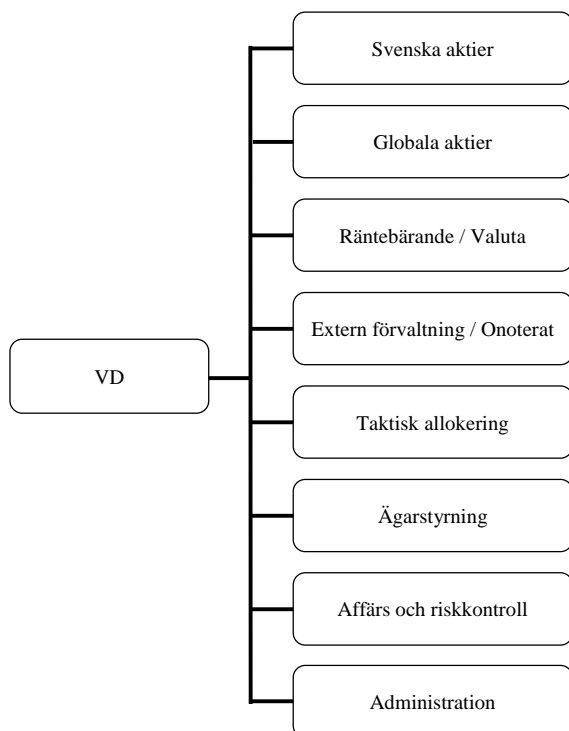 VD
Svenska aktier
Globala aktier
Räntebärande / Valuta
Extern förvaltning / Onoterat
Taktisk allokering
Ägarstyrning
Affärs och riskkontroll
Administration